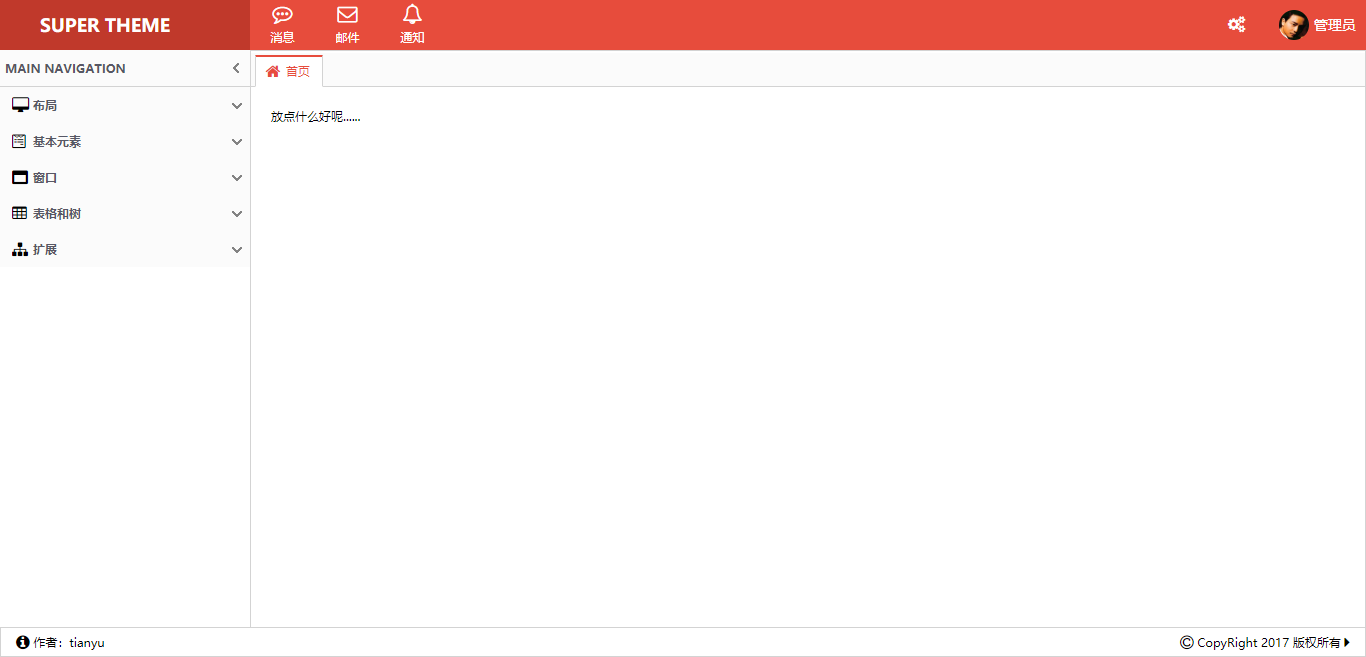 SUPER THEME
消息
邮件
通知
管理员
MAIN NAVIGATION
首页
布局
基本元素
窗口
表格和树
扩展
放点什么好呢......
作者：tianyu
© CopyRight 2017 版权所有